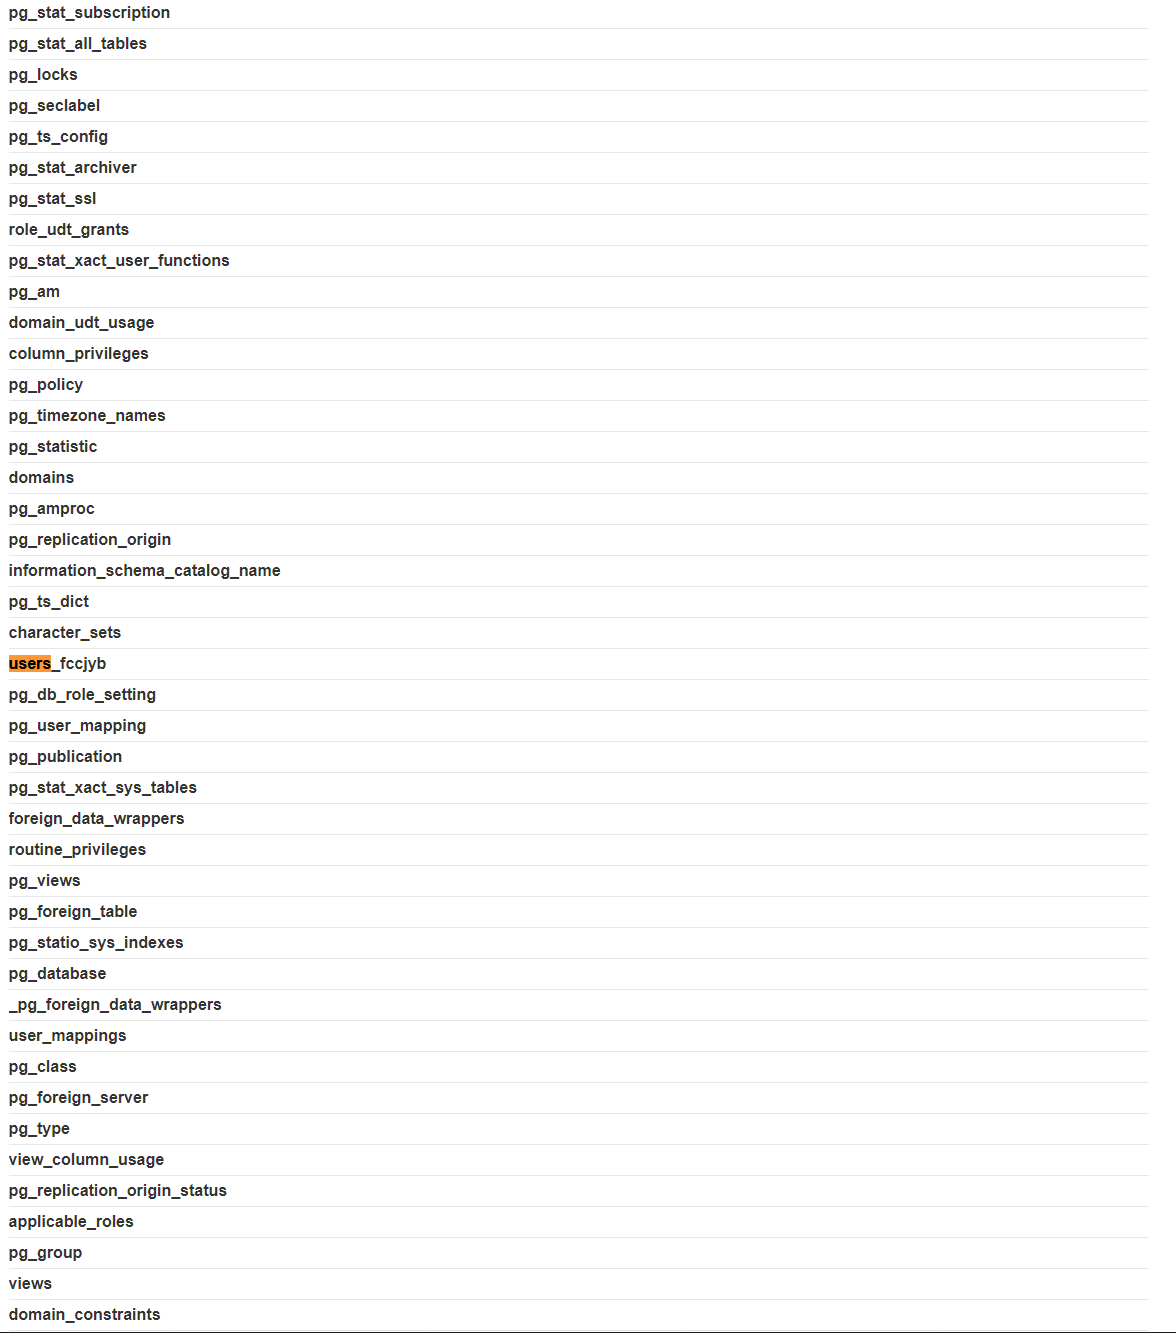 pg_stat_subscription
pg_stat_all_tables
pg_locks
pg_seclabel
pg_ts_config
pg_stat_archiver
pg_stat_ssl
role_udt_grants
pg_stat_xact_user_functions
pg_am
domain_udt_usage
column_privileges
pg_policy
pg_timezone_names
pg_statistic
domains
pg_amproc
pg_replication_origin
information_schema_catalog_name
pg_ts_dict
character_sets
users_fccjyb
pg_db_role_setting
pg_user_mapping
pg_publication
pg_stat_xact_sys_tables
foreign_data_wrappers
routine_privileges
pg_views
pg_foreign_table
pg_statio_sys_indexes
pg_database
_pg_foreign_data_wrappers
user_mappings
pg_class
pg_foreign_server
pg_type
view_column_usage
pg_replication_origin_status
applicable_roles
pg_group
views
domain_constraints